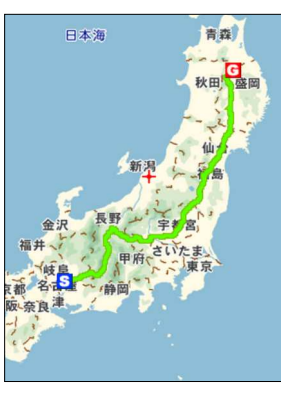 日本海
青森
G
秋田
盛岡
仙台
新潟
福島
長野
金沢
宇都宮
福井
さいたま
甲府
東京
岐阜
S
名古屋
静岡
京都
津
阪
奈良